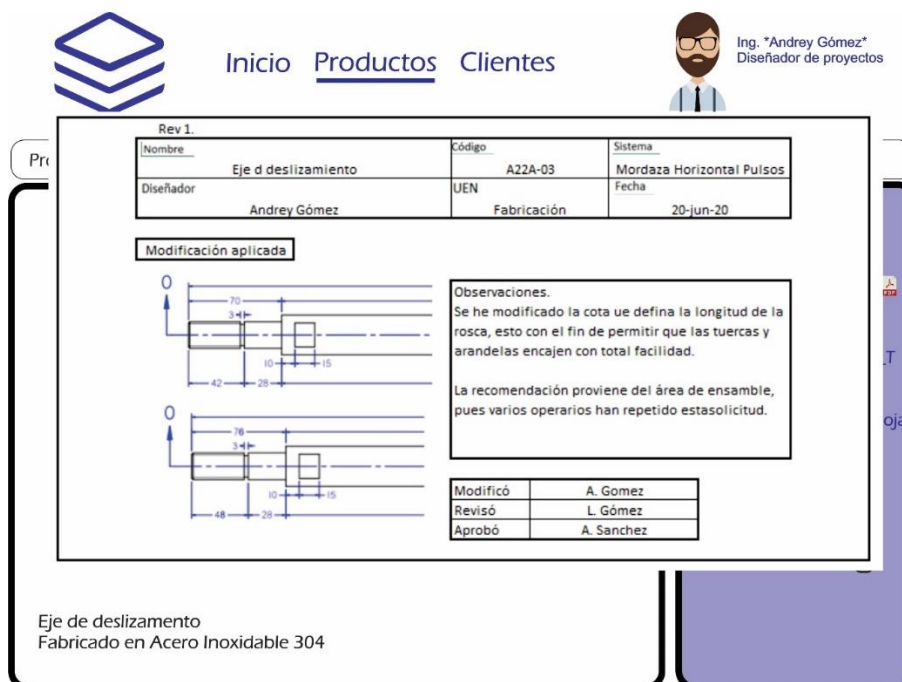 Inicio Productos Clientes
Ing. *Andrey Gómez*
Diseñador de proyectos
Rev 1.
Nombre
Eje d deslizamiento
Código
A22A-03
Sistema
Mordaza Horizontal Pulsos
Diseñador
Andrey Gómez
UEN
Fabricación
Fecha
20-jun-20
Modificación aplicada
0
70
3
10
15
42
28
0
76
3
10
15
48
28
Observaciones.
Se he modificado la cota ue defina la longitud de la
rosca, esto con el fin de permitir que las tuercas y
arandelas encajen con total facilidad.
La recomendación proviene del área de ensamble,
pues varios operarios han repetido estasolicitud.
Modificó A. Gomez
Revisó L. Gómez
Aprobó A. Sanchez
PDF
Eje de deslizamento
Fabricado en Acero Inoxidable 304